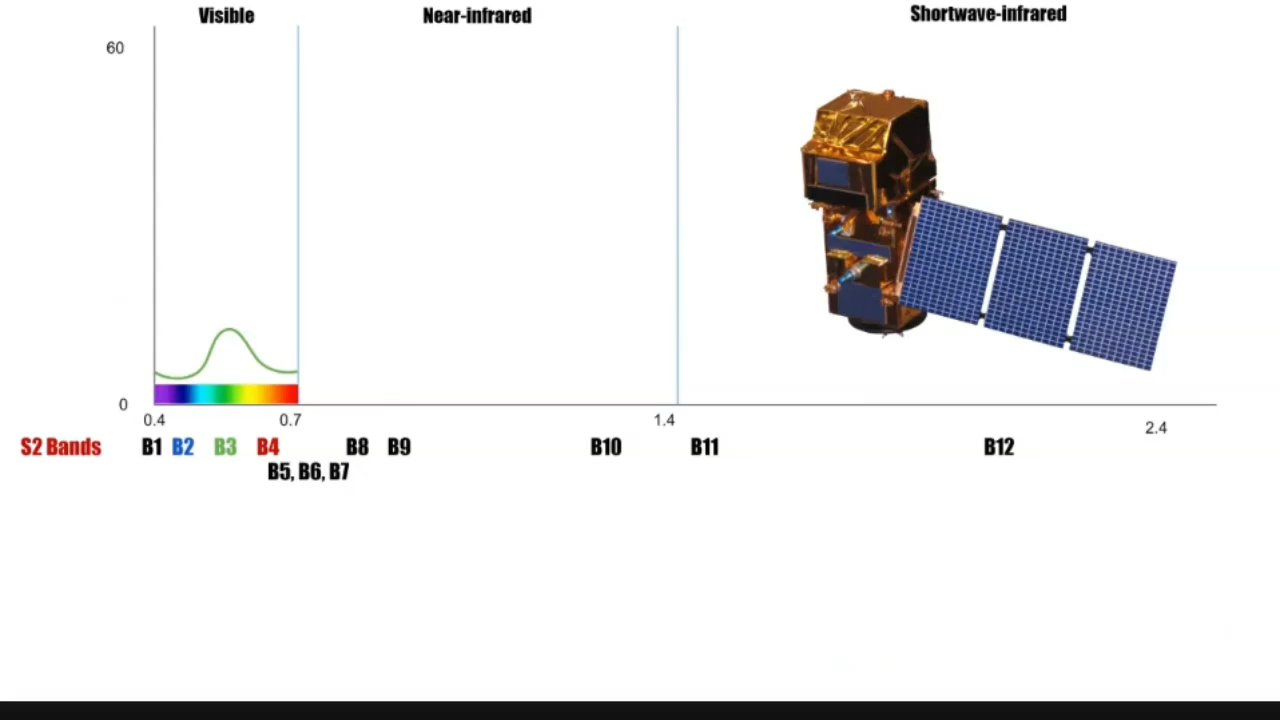 Visible Near-infrared Shortwave-infrared
60
0
0.4 0.7 1.4 2.4
S2 Bands B1 B2 B3 B4 B8 B9 B10 B11 B12
B5, B6, B7